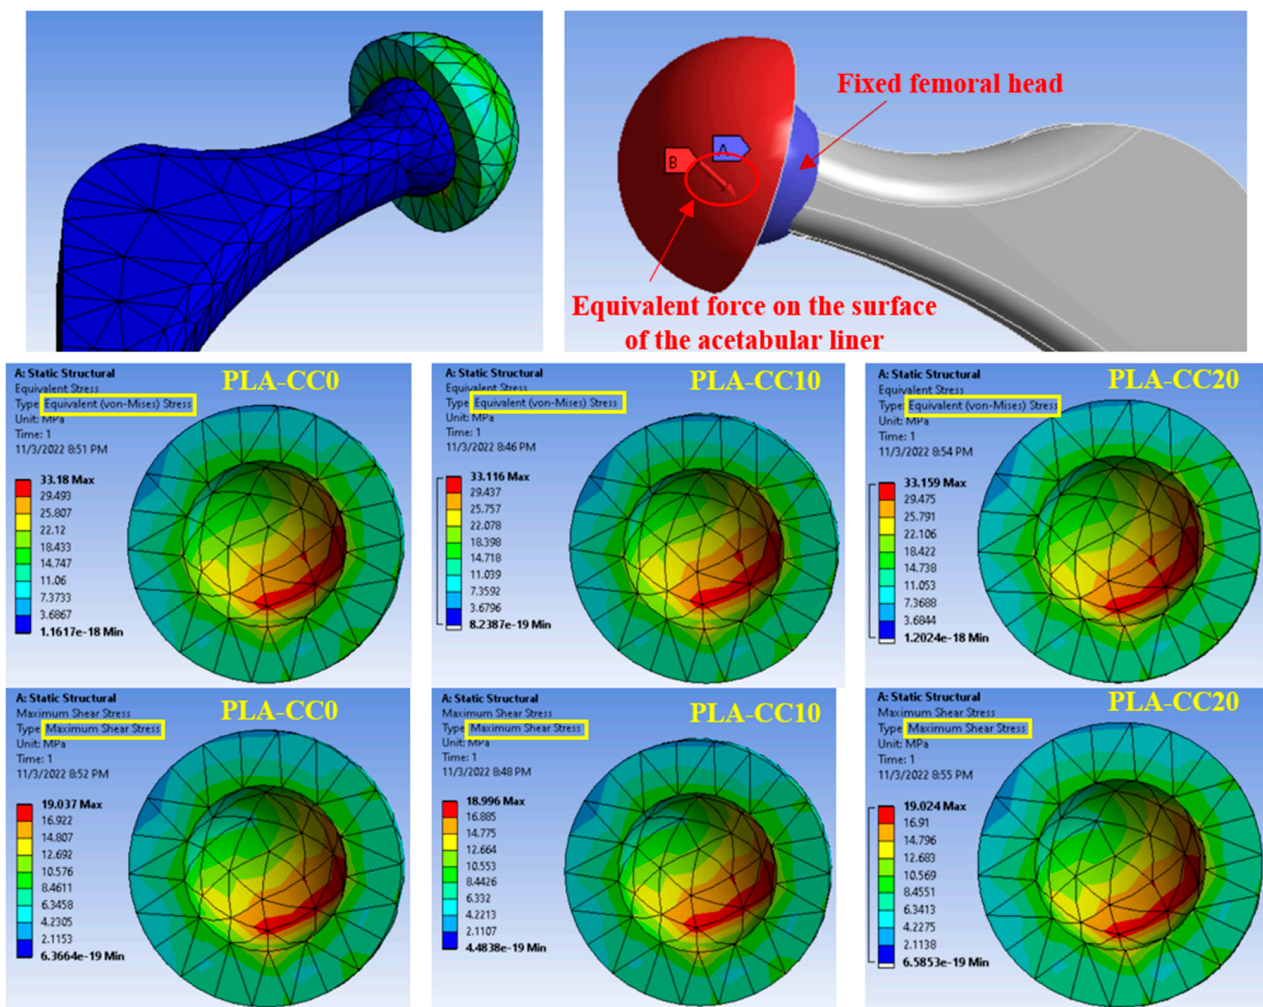 Fixed femoral head
A
B
Equivalent force on the surface
of the acetabular liner
A: Static Structural
Equivalent Stress
Type: Equivalent (von-Mises) Stress
Unit: MPa
Time: 1
11/3/2022 8:51 PM
PLA-CC0
33.18 Max
29.493
25.807
22.12
18.433
14.747
11.06
7.3733
3.6867
1.1617e-18 Min
A: Static Structural
Equivalent Stress
Type: Equivalent (von-Mises) Stress
Unit: MPa
Time: 1
11/3/2022 8:46 PM
PLA-CC10
33.116 Max
29.437
25.757
22.078
18.398
14.718
11.039
7.3592
3.6796
8.2387e-19 Min
A: Static Structural
Equivalent Stress
Type: Equivalent (von-Mises) Stress
Unit: MPa
Time: 1
11/3/2022 8:54 PM
PLA-CC20
33.159 Max
29.475
25.791
22.106
18.422
14.738
11.053
7.3688
3.6844
1.2024e-18 Min
A: Static Structural
Maximum Shear Stress
Type: Maximum Shear Stress
Unit: MPa
Time: 1
11/3/2022 8:52 PM
PLA-CC0
19.037 Max
16.922
14.807
12.692
10.576
8.4611
6.3458
4.2305
2.1153
6.3664e-19 Min
A: Static Structural
Maximum Shear Stress
Type: Maximum Shear Stress
Unit: MPa
Time: 1
11/3/2022 8:48 PM
PLA-CC10
18.996 Max
16.885
14.775
12.664
10.553
8.4426
6.332
4.2213
2.1107
4.4838e-19 Min
A: Static Structural
Maximum Shear Stress
Type: Maximum Shear Stress
Unit: MPa
Time: 1
11/3/2022 8:55 PM
PLA-CC20
19.024 Max
16.91
14.796
12.683
10.569
8.4551
6.3413
4.2275
2.1138
6.5853e-19 Min